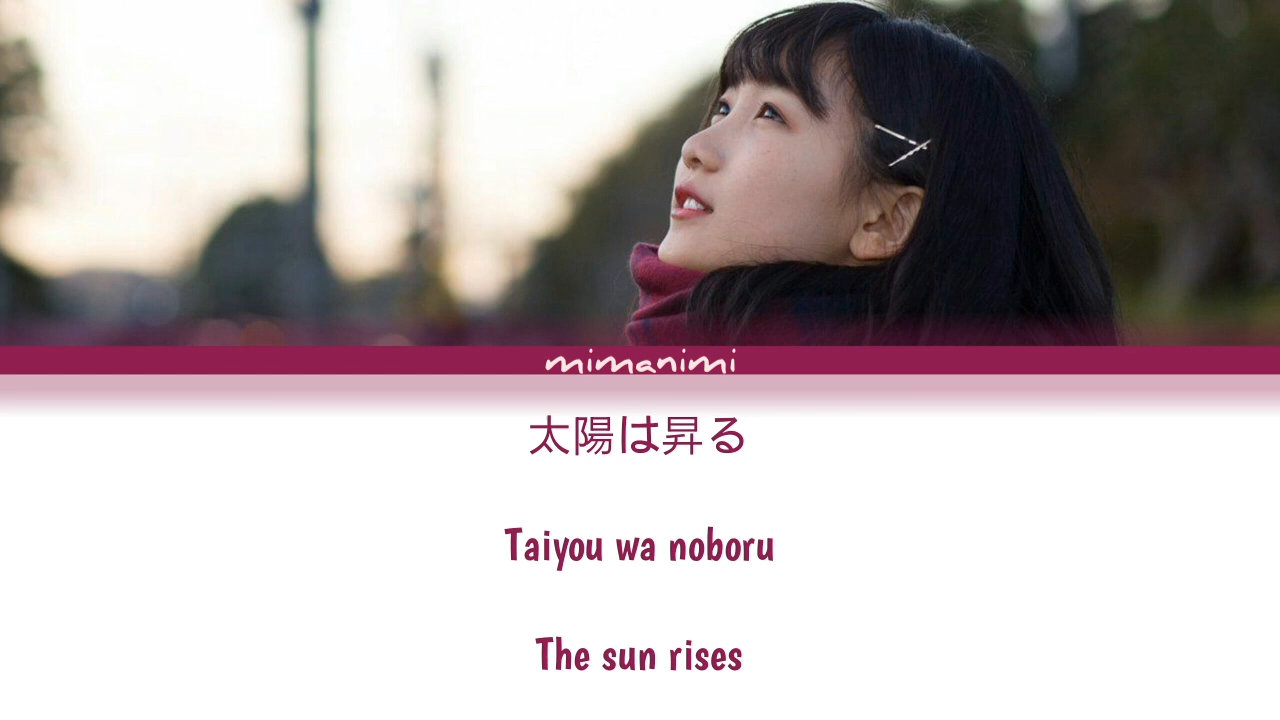 mimanimi
太陽は昇る
Taiyou wa noboru
The sun rises